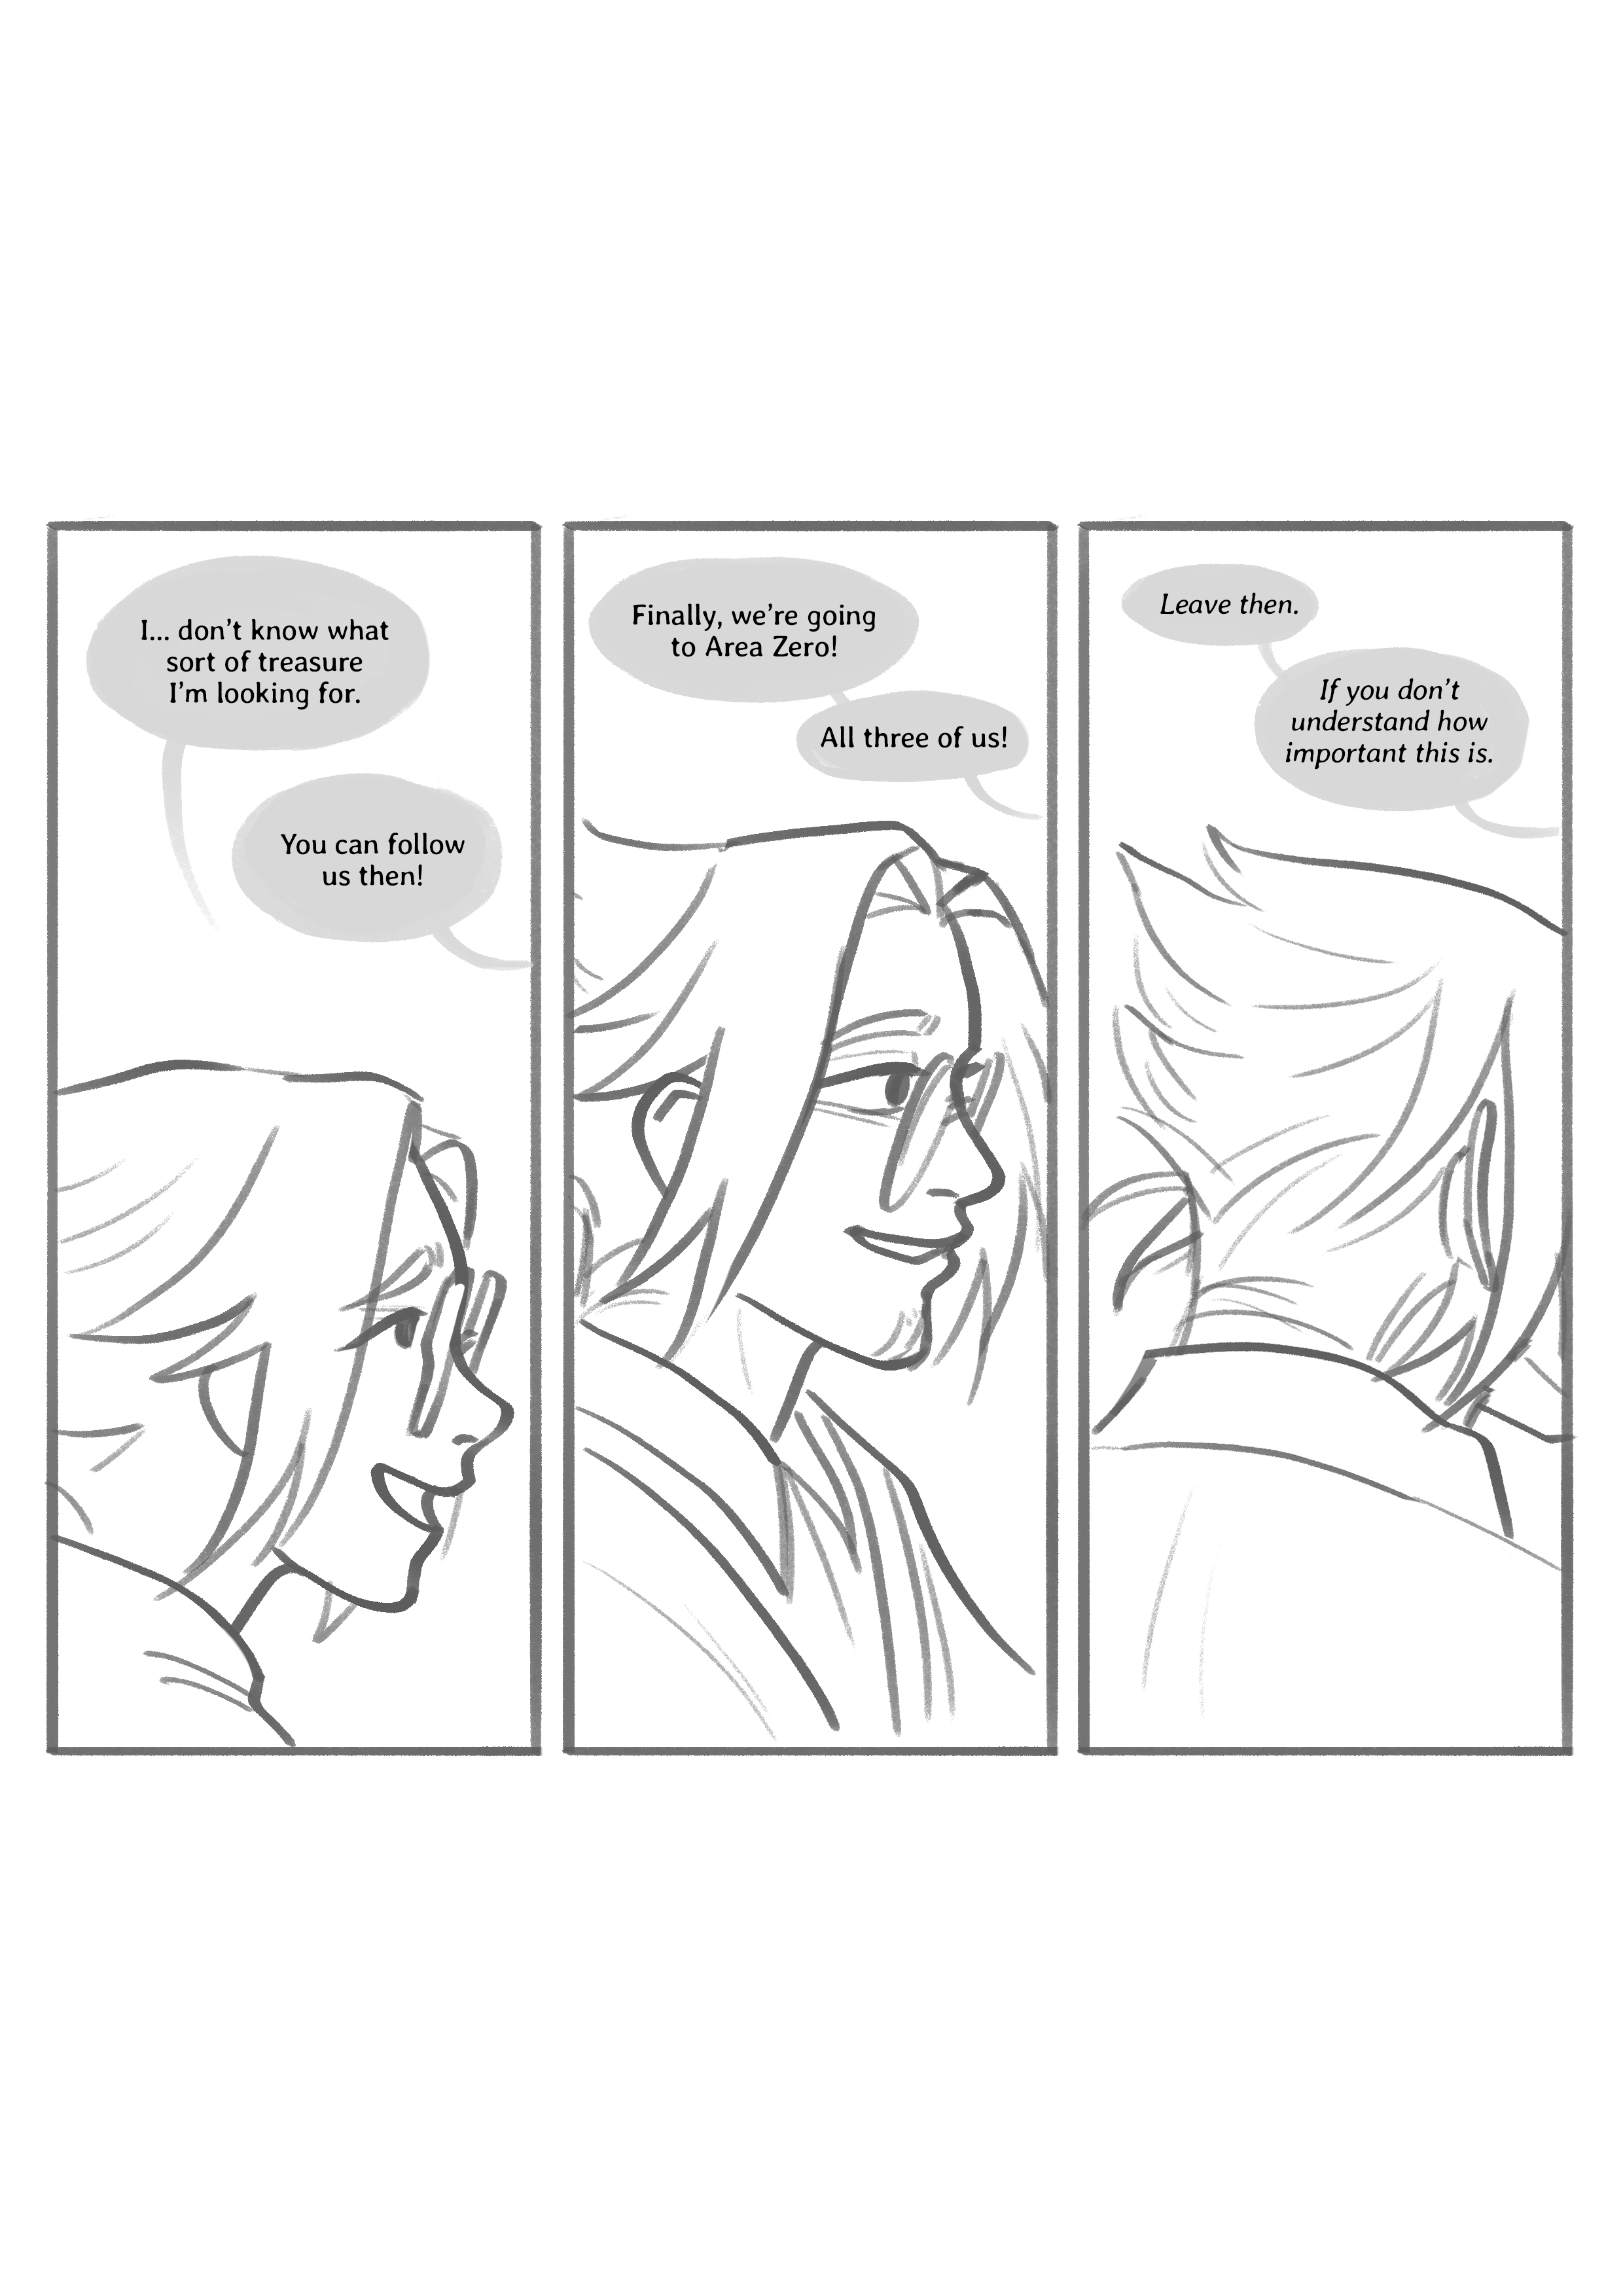 I... don’t know what
sort of treasure
I’m looking for.
You can follow
us then!
Finally, we’re going
to Area Zero!
All three of us!
Leave then.
If you don’t
understand how
important this is.